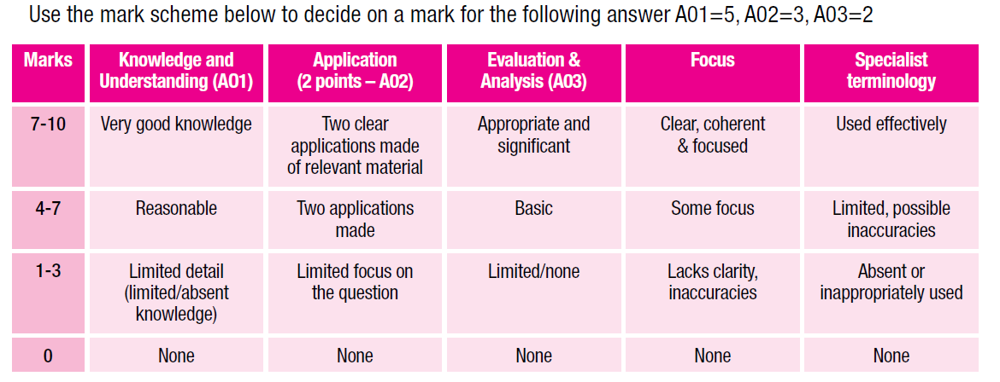 Use the mark scheme below to decide on a mark for the following answer A01=5, A02=3, A03=2
Marks
Knowledge and
Understanding (AO1)
Application
(2 points – AO2)
Evaluation &
Analysis (AO3)
Focus
Specialist
terminology
7-10
Very good knowledge
Two clear
applications made
of relevant material
Appropriate and
significant
Clear, coherent
& focused
Used effectively
4-7
Reasonable
Two applications
made
Basic
Some focus
Limited, possible
inaccuracies
1-3
Limited detail
(limited/absent
knowledge)
Limited focus on
the question
Limited/none
Lacks clarity,
inaccuracies
Absent or
inappropriately used
0
None
None
None
None
None